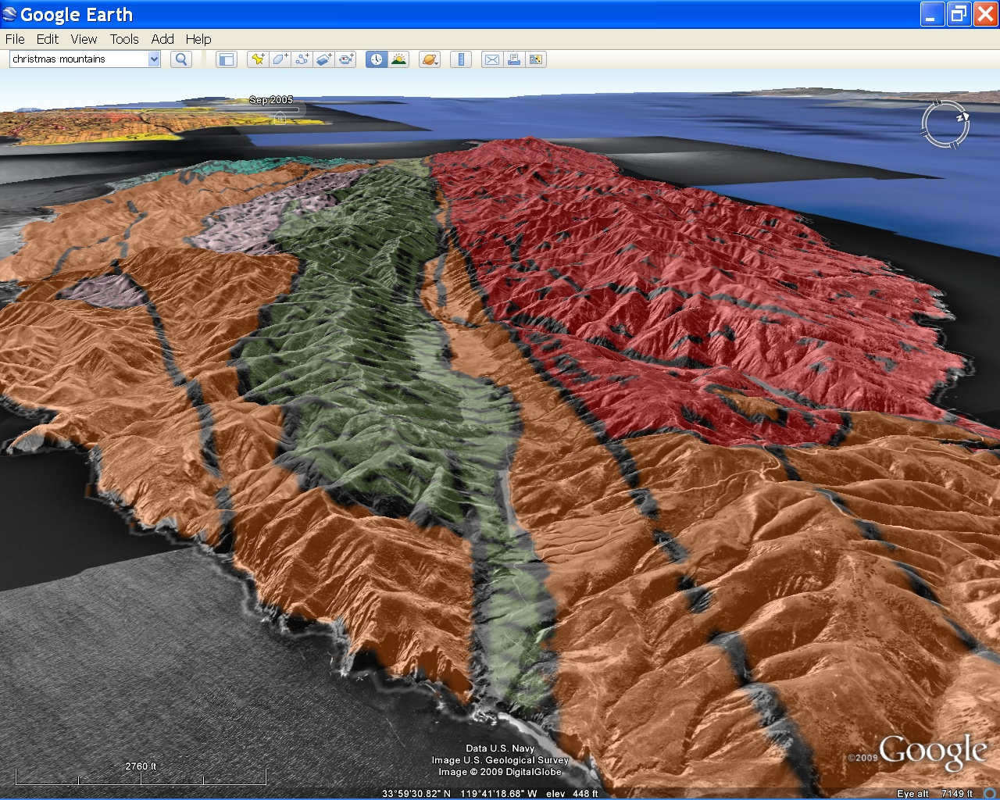 Google Earth
File Edit View Tools Add Help
christmas mountains
Sep 2005
N
2760 ft
Data U.S. Navy
Image U.S. Geological Survey
Image © 2009 DigitalGlobe
©2009 Google
33°59'30.82" N 119°41'18.68" W elev 448 ft
Eye alt 7149 ft